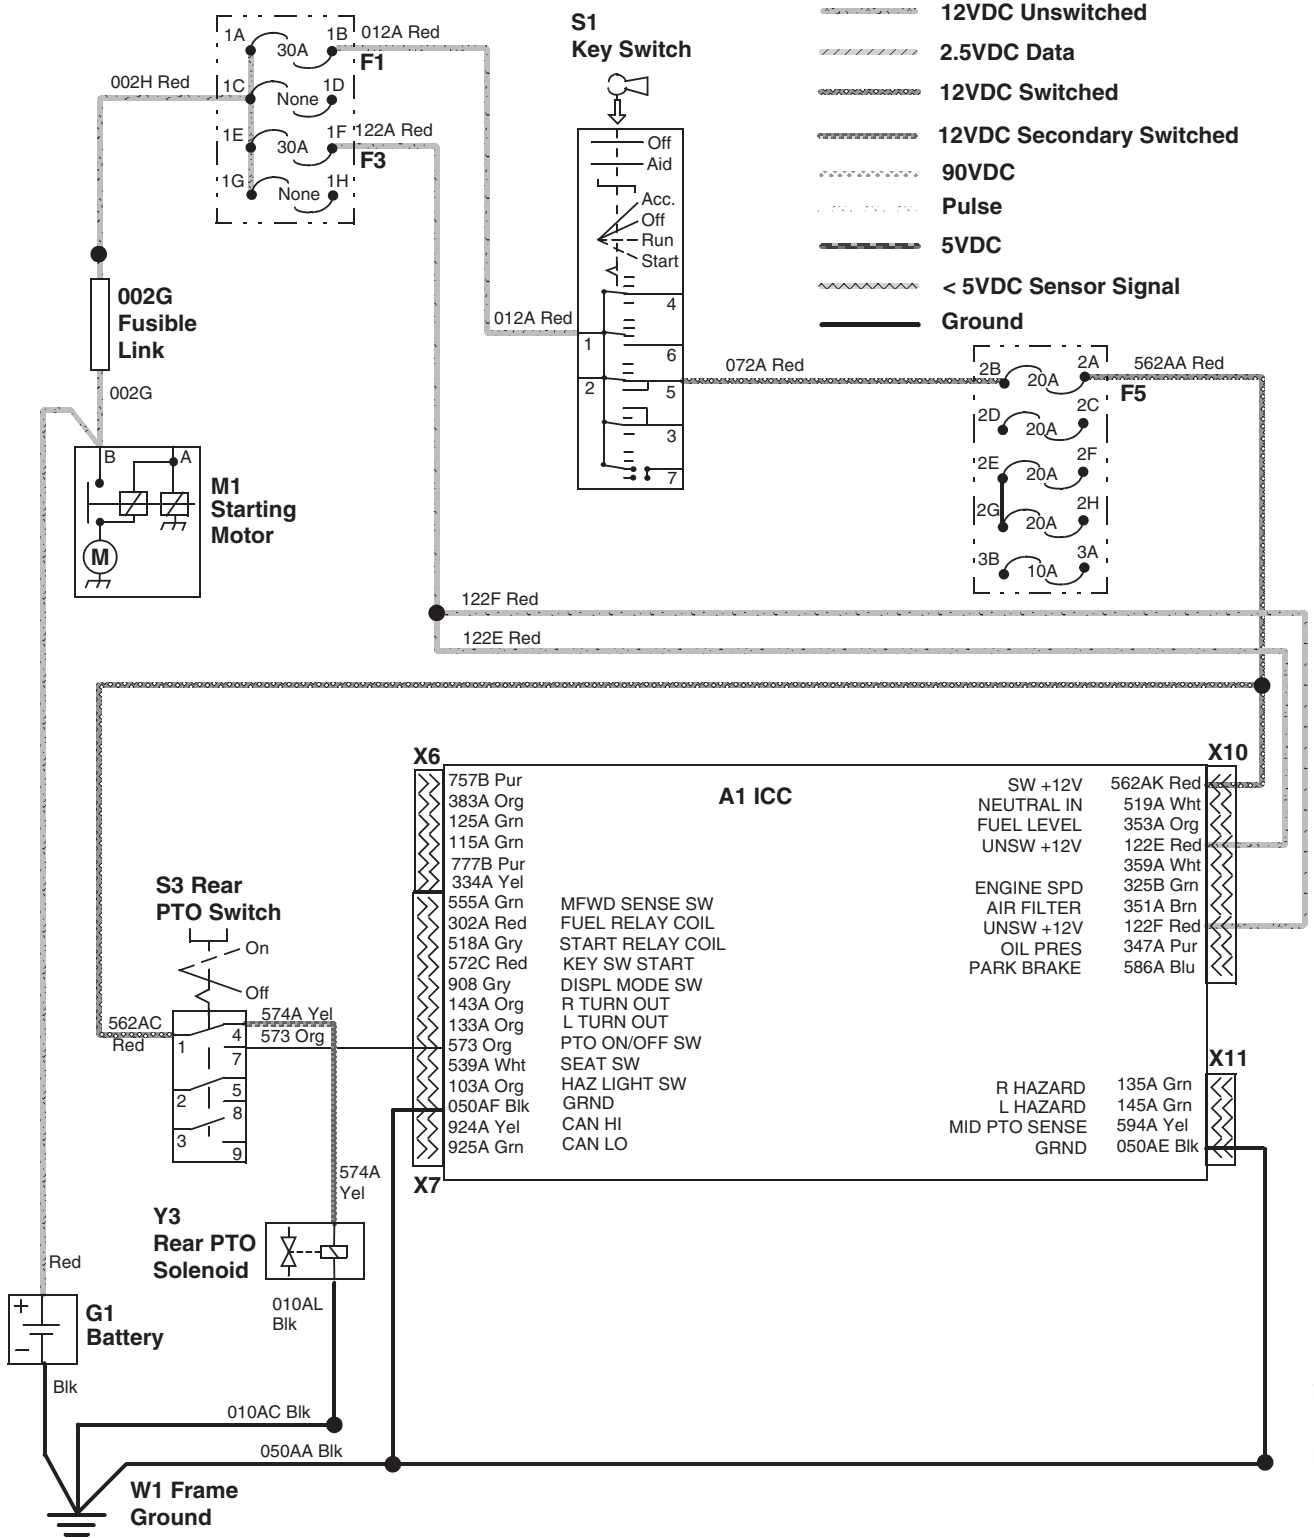 12VDC Unswitched
2.5VDC Data
12VDC Switched
12VDC Secondary Switched
90VDC
Pulse
5VDC
< 5VDC Sensor Signal
Ground
1A
30A
1B
012A Red
F1
002H Red
1C
None
1D
1E
30A
1F
122A Red
F3
1G
None
1H
S1
Key Switch
Off
Aid
Acc.
Off
Run
Start
4
012A Red
1
6
2
5
3
7
072A Red
2B
20A
2A
562AA Red
F5
2D
20A
2C
2E
20A
2F
2G
20A
2H
3B
10A
3A
002G
Fusible
Link
002G
B
A
M
M1
Starting
Motor
122F Red
122E Red
X6
757B Pur
383A Org
125A Grn
115A Grn
777B Pur
334A Yel
555A Grn MFWD SENSE SW
302A Red FUEL RELAY COIL
518A Gry START RELAY COIL
572C Red KEY SW START
908 Gry DISPL MODE SW
143A Org R TURN OUT
133A Org L TURN OUT
573 Org PTO ON/OFF SW
539A Wht SEAT SW
103A Org HAZ LIGHT SW
050AF Blk GRND
924A Yel CAN HI
925A Grn CAN LO
X7
A1 ICC
X10
SW +12V 562AK Red
NEUTRAL IN 519A Wht
FUEL LEVEL 353A Org
UNSW +12V 122E Red
359A Wht
ENGINE SPD 325B Grn
AIR FILTER 351A Brn
UNSW +12V 122F Red
OIL PRES 347A Pur
PARK BRAKE 586A Blu
X11
R HAZARD 135A Grn
L HAZARD 145A Grn
MID PTO SENSE 594A Yel
GRND 050AE Blk
S3 Rear
PTO Switch
On
Off
562AC
Red
574A Yel
573 Org
1
4
7
2
5
8
3
9
574A
Yel
Y3
Rear PTO
Solenoid
010AL
Blk
Red
+
−
G1
Battery
Blk
010AC Blk
050AA Blk
W1 Frame
Ground